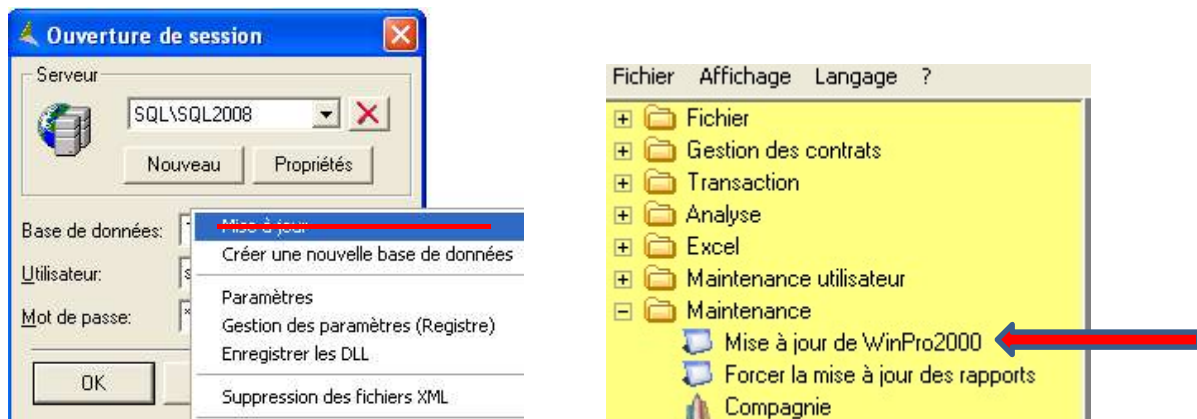 Ouverture de session
Serveur
SQL\SQL2008
Nouveau Propriétés
Base de données:
Utilisateur:
Mot de passe:
OK
Mise à jour
Créer une nouvelle base de données
Paramètres
Gestion des paramètres (Registre)
Enregistrer les DLL
Suppression des fichiers XML
Fichier Affichage Langage ?
Fichier
Gestion des contrats
Transaction
Analyse
Excel
Maintenance utilisateur
Maintenance
Mise à jour de WinPro2000
Forcer la mise à jour des rapports
Compagnie